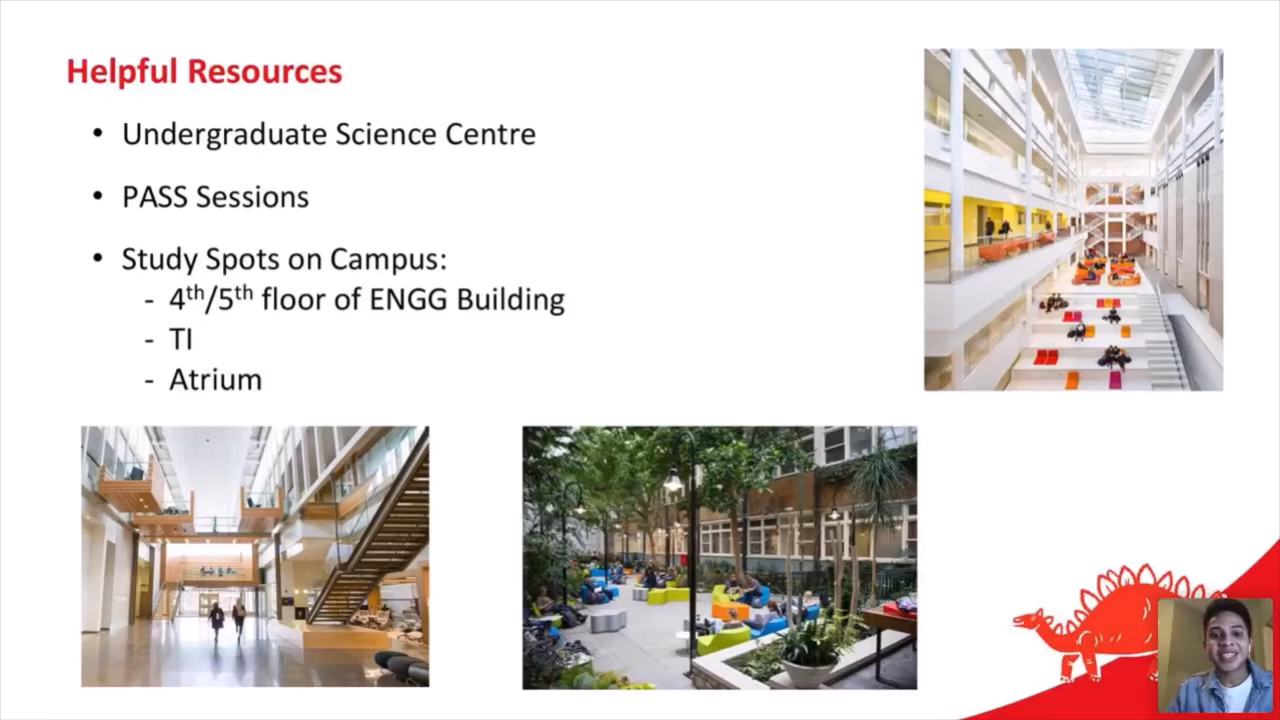 Helpful Resources
• Undergraduate Science Centre
• PASS Sessions
• Study Spots on Campus:
- 4th/5th floor of ENGG Building
- TI
- Atrium